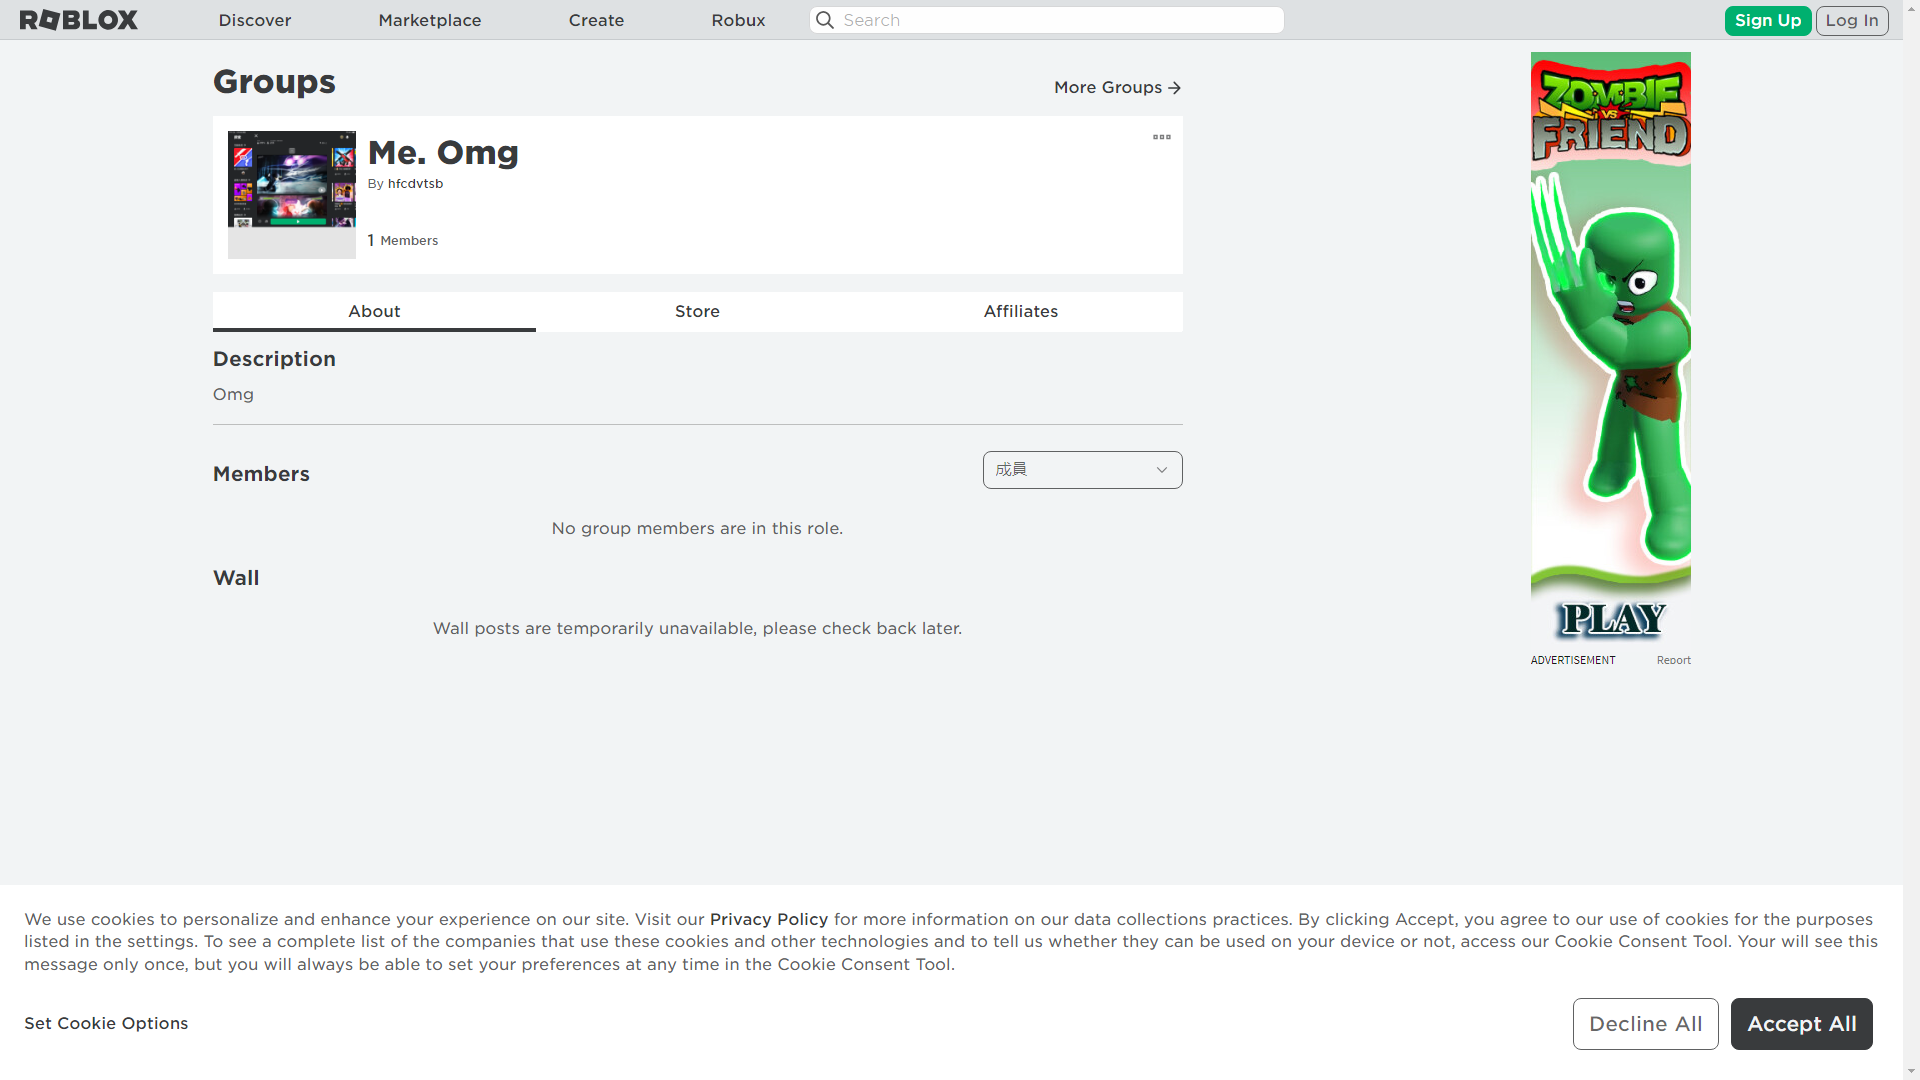 ROBLOX
Discover
Marketplace
Create
Robux
Search
Sign Up
Log In
Groups
More Groups
Me. Omg
By hfcdvtsb
1 Members
About
Store
Affiliates
Description
Omg
Members
成員
No group members are in this role.
Wall
Wall posts are temporarily unavailable, please check back later.
ZOMBIE
VS
FRIEND
PLAY
ADVERTISEMENT
Report
We use cookies to personalize and enhance your experience on our site. Visit our Privacy Policy for more information on our data collections practices. By clicking Accept, you agree to our use of cookies for the purposes
listed in the settings. To see a complete list of the companies that use these cookies and other technologies and to tell us whether they can be used on your device or not, access our Cookie Consent Tool. Your will see this
message only once, but you will always be able to set your preferences at any time in the Cookie Consent Tool.
Set Cookie Options
Decline All
Accept All